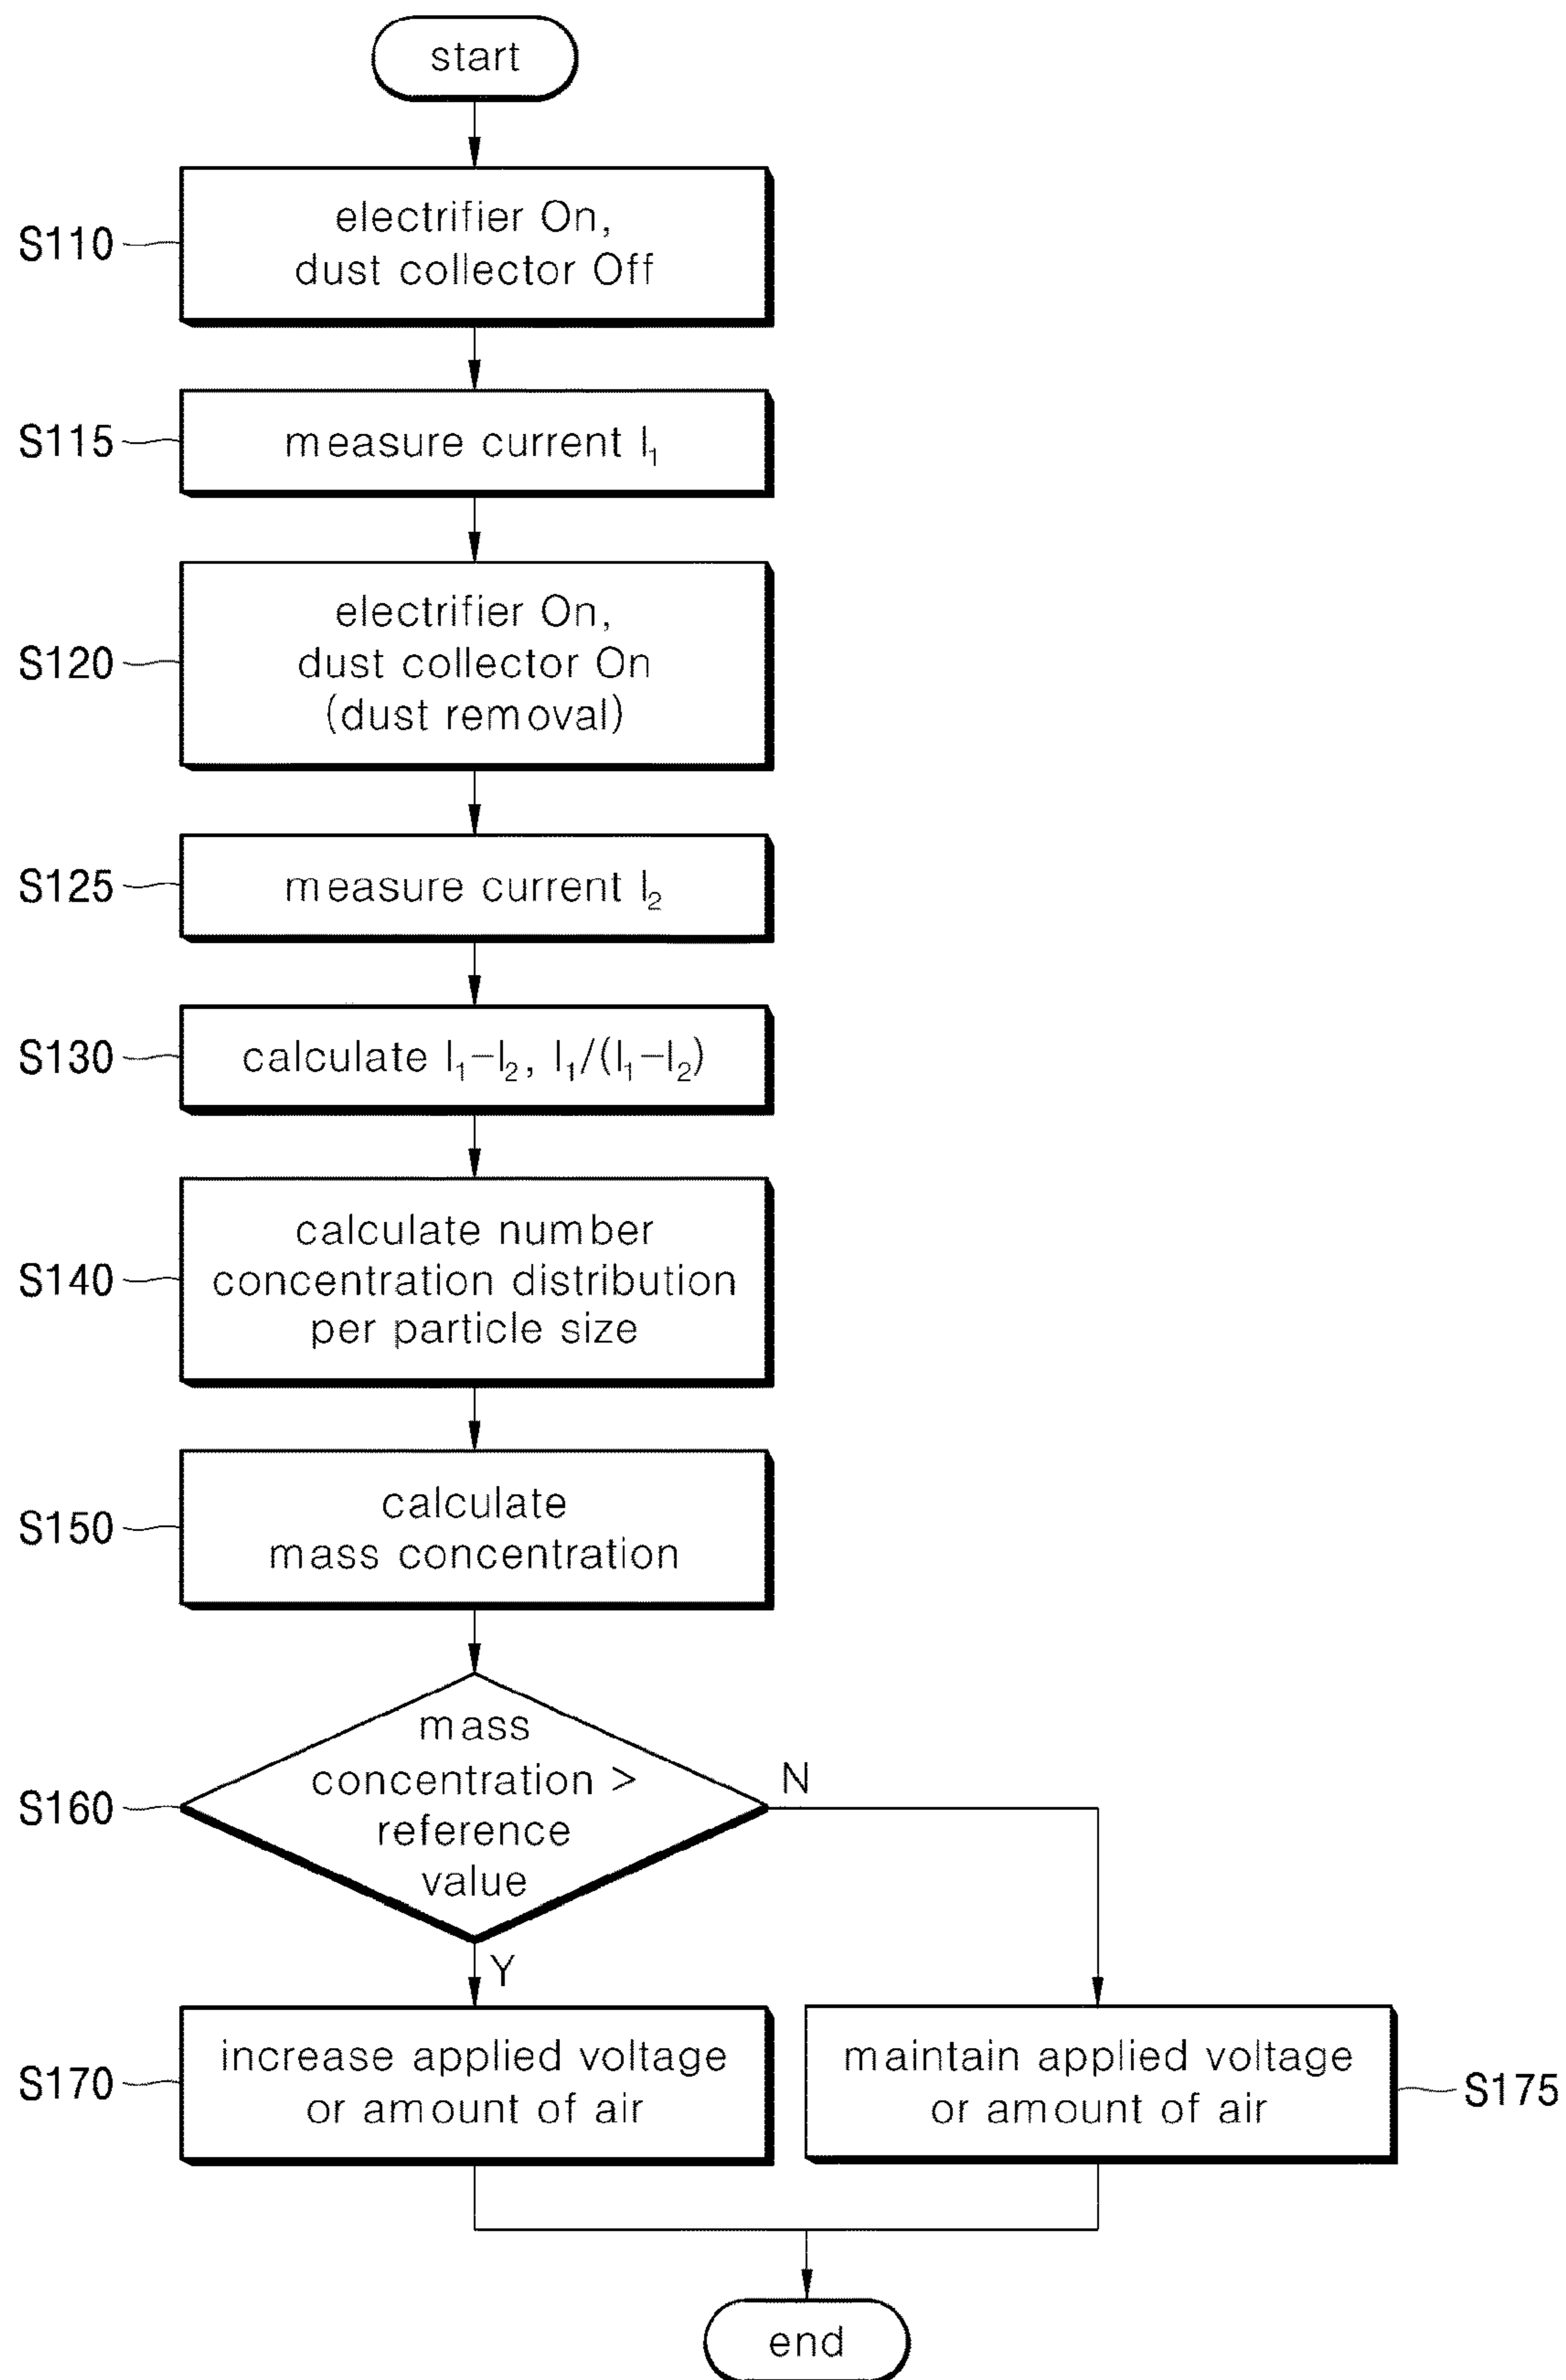 start
S110
electrifier On,
dust collector Off
S115
measure current I₁
S120
electrifier On,
dust collector On
(dust removal)
S125
measure current I₂
S130
calculate I₁-I₂, I₁/(I₁-I₂)
S140
calculate number
concentration distribution
per particle size
S150
calculate
mass concentration
S160
mass
concentration >
reference
value
N
Y
S170
increase applied voltage
or amount of air
maintain applied voltage
or amount of air
S175
end